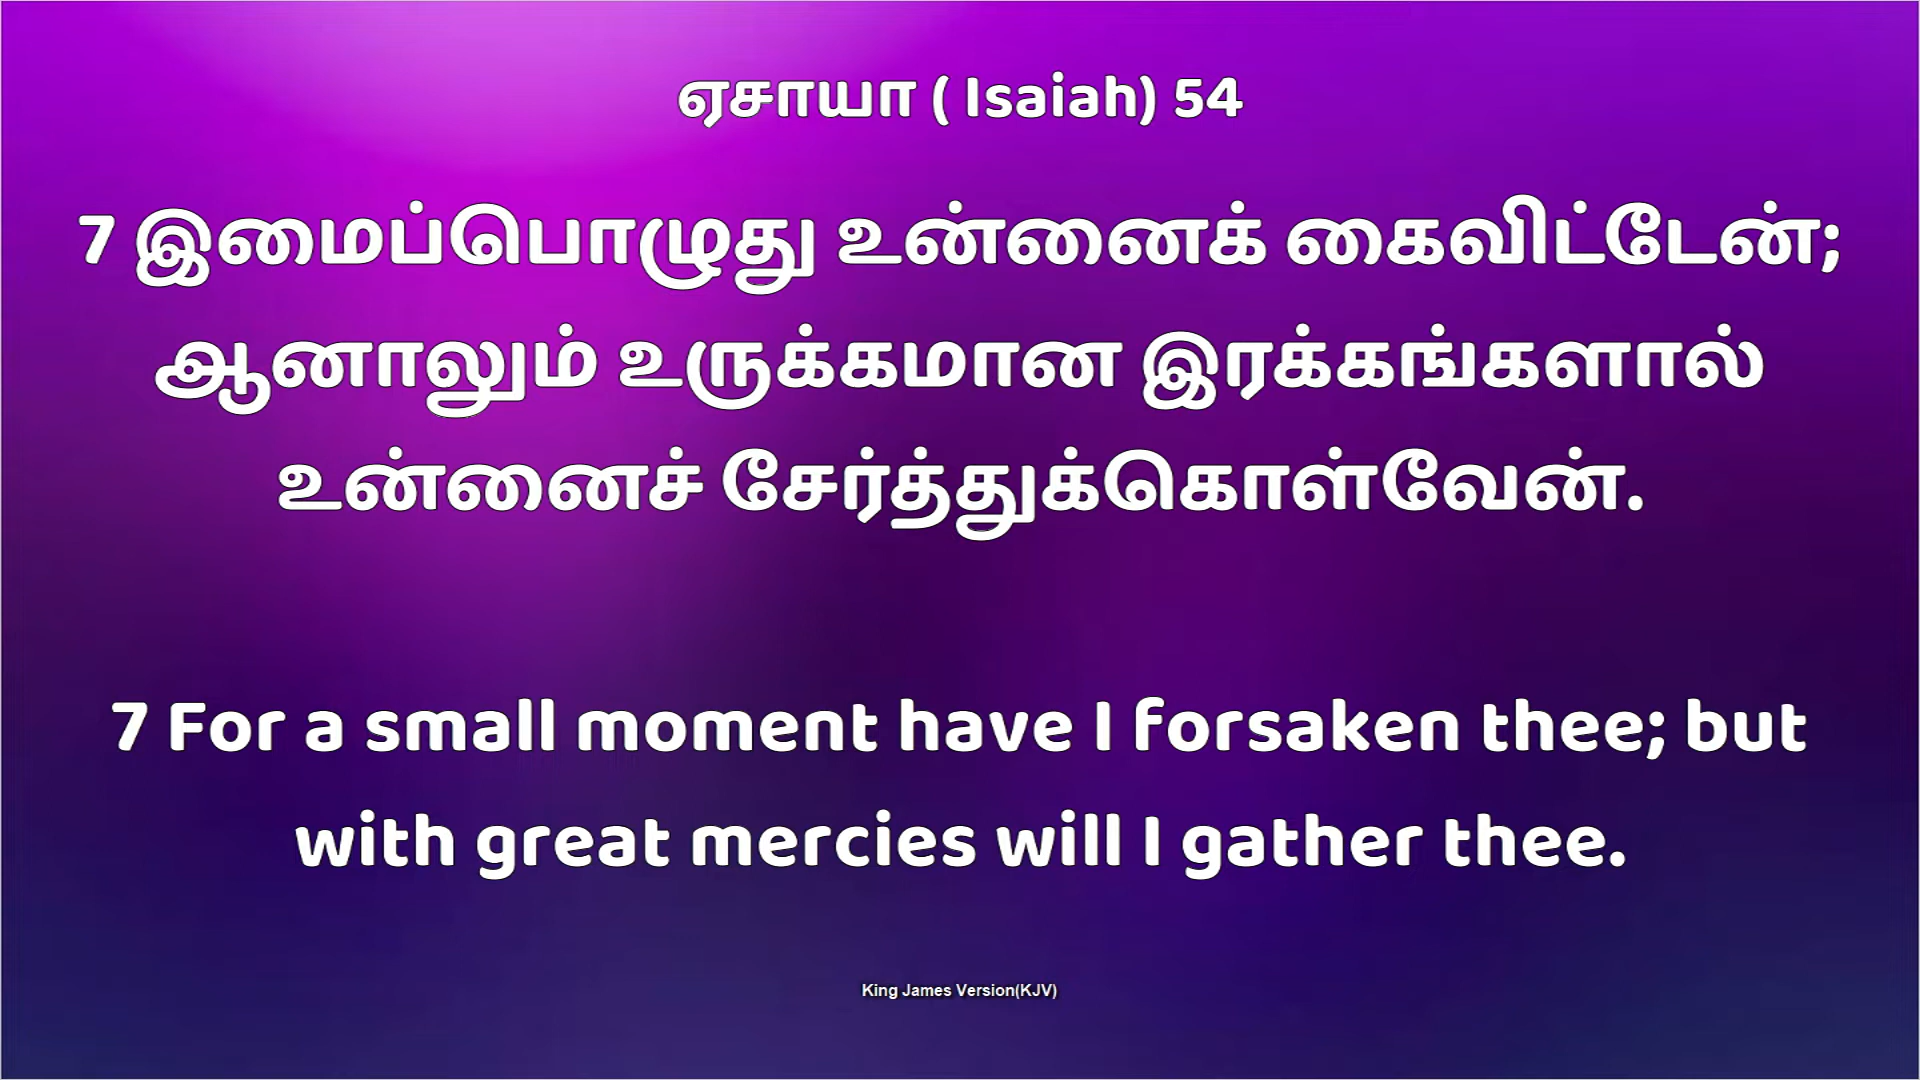 ஏசாயா ( Isaiah) 54
7 இமைப்பொழுது உன்னைக் கைவிட்டேன்;
ஆனாலும் உருக்கமான இரக்கங்களால்
உன்னைச் சேர்த்துக்கொள்வேன்.
7 For a small moment have I forsaken thee; but
with great mercies will I gather thee.
King James Version(KJV)